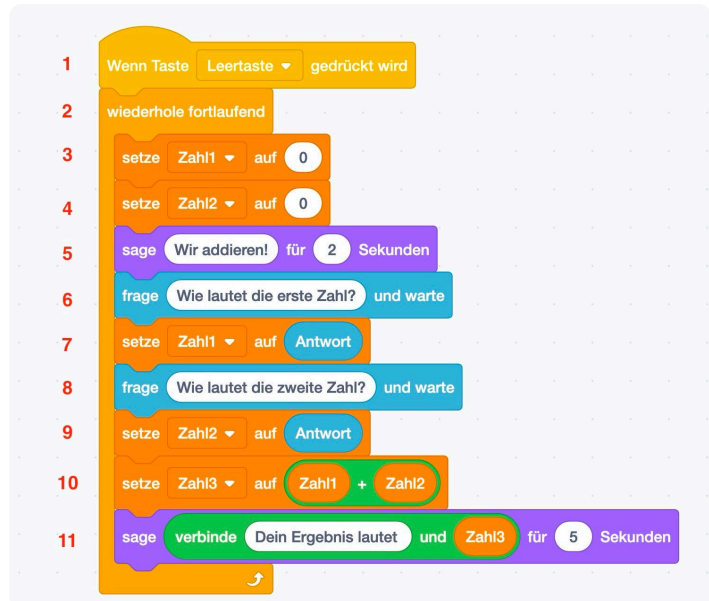 1 Wenn Taste Leertaste gedrückt wird
2 wiederhole fortlaufend
3 setze Zahl1 auf 0
4 setze Zahl2 auf 0
5 sage Wir addieren! für 2 Sekunden
6 frage Wie lautet die erste Zahl? und warte
7 setze Zahl1 auf Antwort
8 frage Wie lautet die zweite Zahl? und warte
9 setze Zahl2 auf Antwort
10 setze Zahl3 auf Zahl1 + Zahl2
11 sage verbinde Dein Ergebnis lautet und Zahl3 für 5 Sekunden